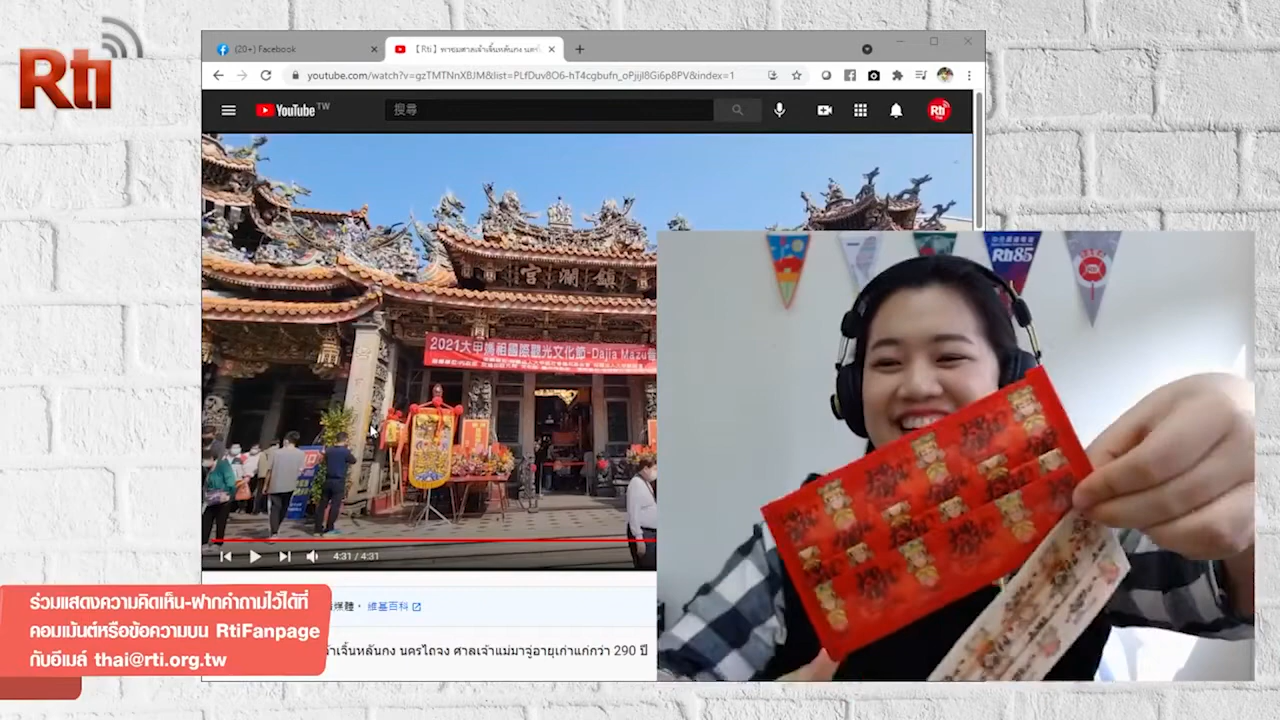 Rti
(20+) Facebook
youtube.com/watch?v=gzTMTNnXBJM&list=PLfDuv8O6-hT4cgbufn_oPjijl8Gi6p8PV&index=1
YouTube TW
搜尋
Rti
宮瀾鎮
2021大甲媽祖國際觀光文化節-Dajia Mazu
Rti85
4:31 / 4:31
媒體・ 維基百科
ร่วมแสดงความคิดเห็น-ฝากคำถามไว้ได้ที่
คอมเม้นต์หรือข้อความบน RtiFanpage
กับอีเมล์ thai@rti.org.tw
าเจิ้นหลันกง นครไถจง ศาลเจ้าแม่มาจู่อายุเก่าแก่กว่า 290 ปี